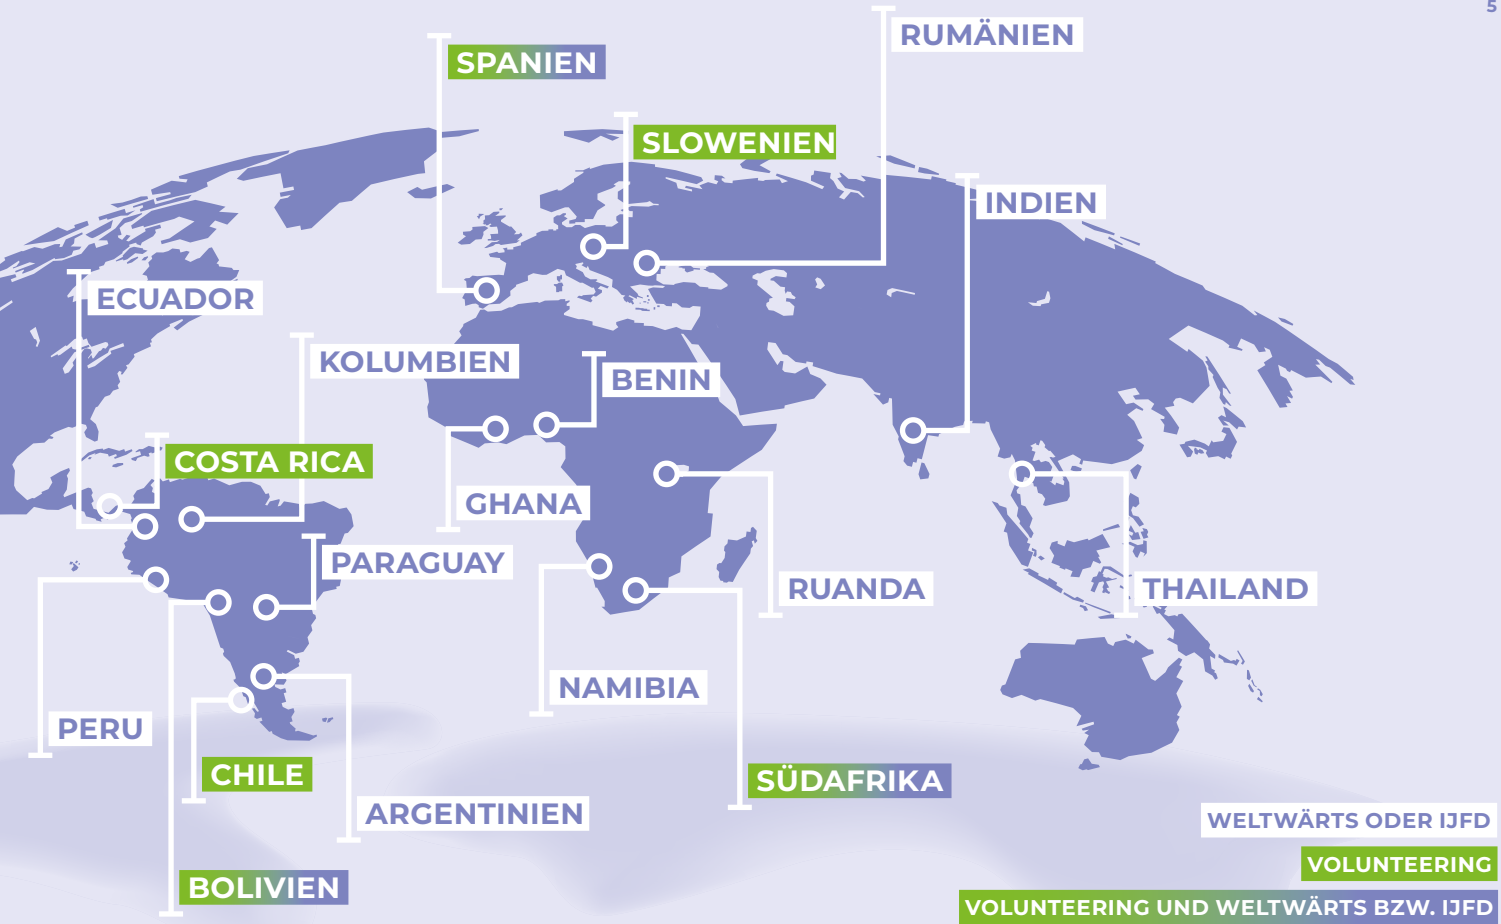 5
RUMÄNIEN
SPANIEN
SLOWENIEN
INDIEN
ECUADOR
KOLUMBIEN
BENIN
COSTA RICA
GHANA
PARAGUAY
RUANDA
THAILAND
NAMIBIA
PERU
CHILE
SÜDAFRIKA
ARGENTINIEN
WELTWÄRTS ODER IJFD
VOLUNTEERING
BOLIVIEN
VOLUNTEERING UND WELTWÄRTS BZW. IJFD